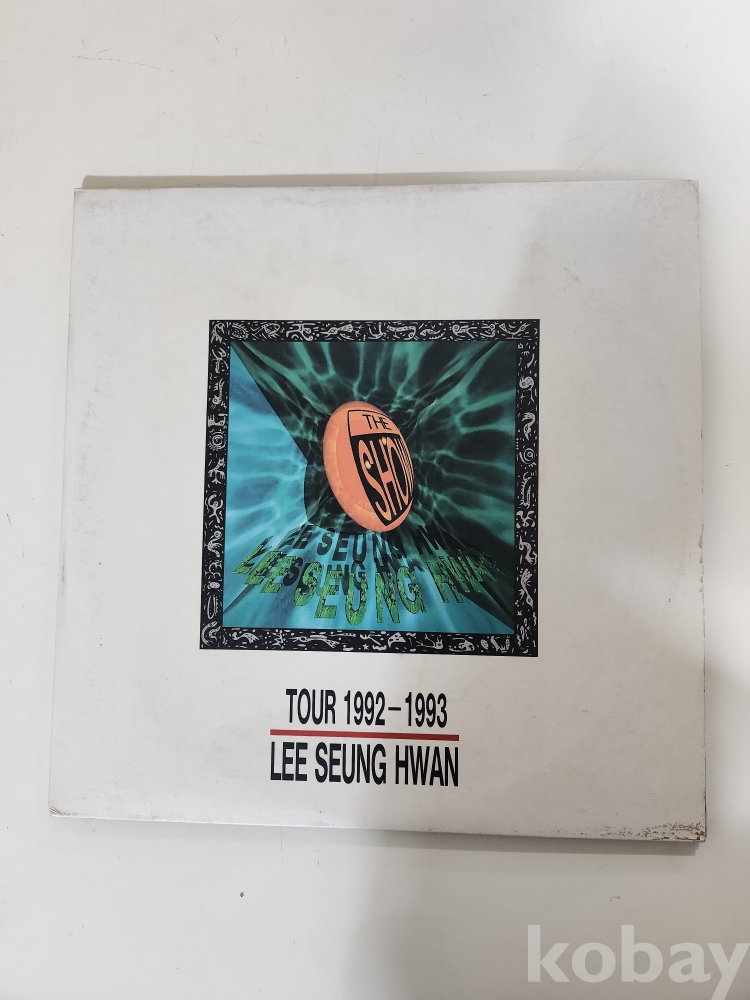 THE
SHOW
LEE SEUNG HWAN
LEE SEUNG HWAN
TOUR 1992-1993
LEE SEUNG HWAN
kobay